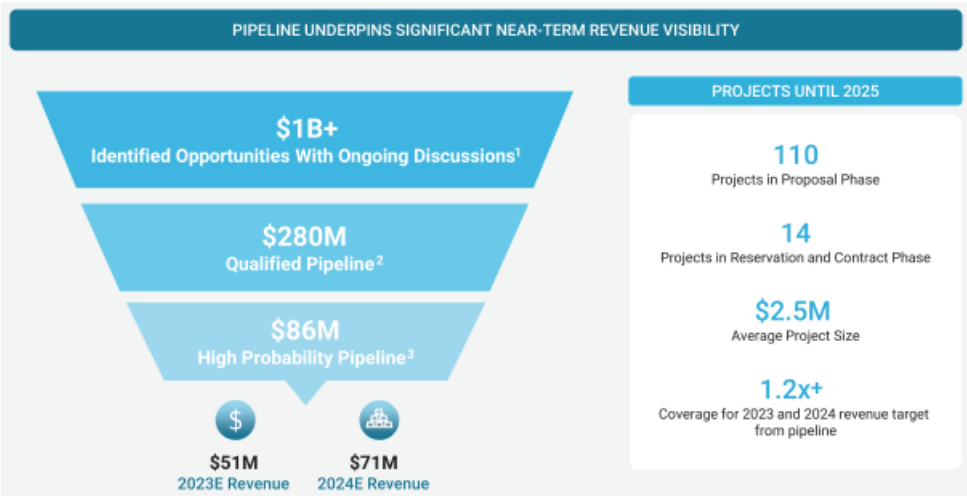 PIPELINE UNDERPINS SIGNIFICANT NEAR-TERM REVENUE VISIBILITY
$1B+
Identified Opportunities With Ongoing Discussions¹
$280M
Qualified Pipeline²
$86M
High Probability Pipeline³
$
$51M
2023E Revenue
$71M
2024E Revenue
PROJECTS UNTIL 2025
110
Projects in Proposal Phase
14
Projects in Reservation and Contract Phase
$2.5M
Average Project Size
1.2x+
Coverage for 2023 and 2024 revenue target
from pipeline